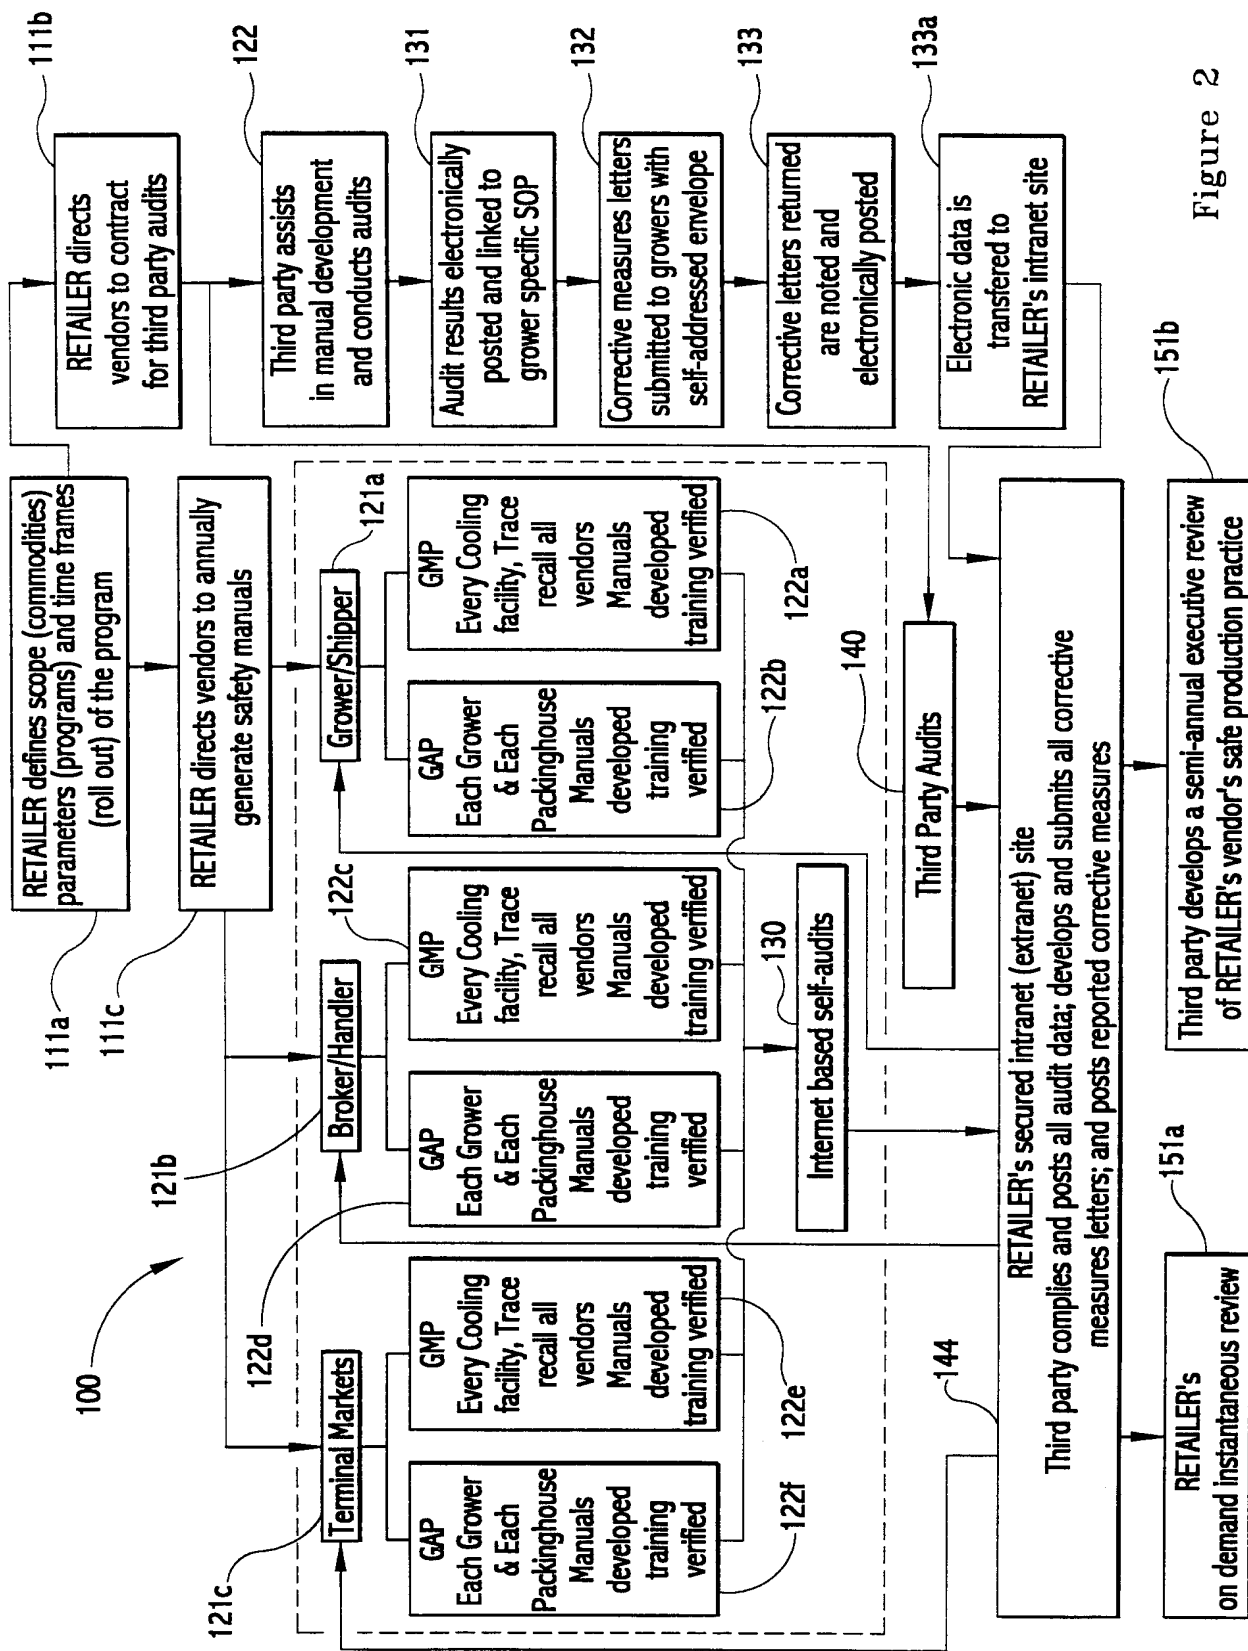 100
111a
RETAILER defines scope (commodities)
parameters (programs) and time frames
(roll out) of the program
111b
RETAILER directs
vendors to contract
for third party audits
111c
RETAILER directs vendors to annually
generate safety manuals
122
Third party assists
in manual development
and conducts audits
131
Audit results electronically
posted and linked to
grower specific SOP
132
Corrective measures letters
submitted to growers with
self-addressed envelope
133
Corrective letters returned
are noted and
electronically posted
133a
Electronic data is
transferred to
RETAILER's intranet site
121c
Terminal Markets
121b
Broker/Handler
121a
Grower/Shipper
GAP
Each Grower
& Each
Packinghouse
Manuals
developed
training
verified
122f
GMP
Every Cooling
facility, Trace
recall all
vendors
Manuals
developed
training verified
122e
122d
GAP
Each Grower
& Each
Packinghouse
Manuals
developed
training
verified
122c
GMP
Every Cooling
facility, Trace
recall all
vendors
Manuals
developed
training verified
GAP
Each Grower
& Each
Packinghouse
Manuals
developed
training
verified
122b
GMP
Every Cooling
facility, Trace
recall all
vendors
Manuals
developed
training verified
122a
130
Internet based self-audits
140
Third Party Audits
144
RETAILER's secured intranet (extranet) site
Third party complies and posts all audit data; develops and submits all corrective
measures letters; and posts reported corrective measures
151a
RETAILER's
on demand instantaneous review
151b
Third party develops a semi-annual executive review
of RETAILER's vendor's safe production practice
Figure 2